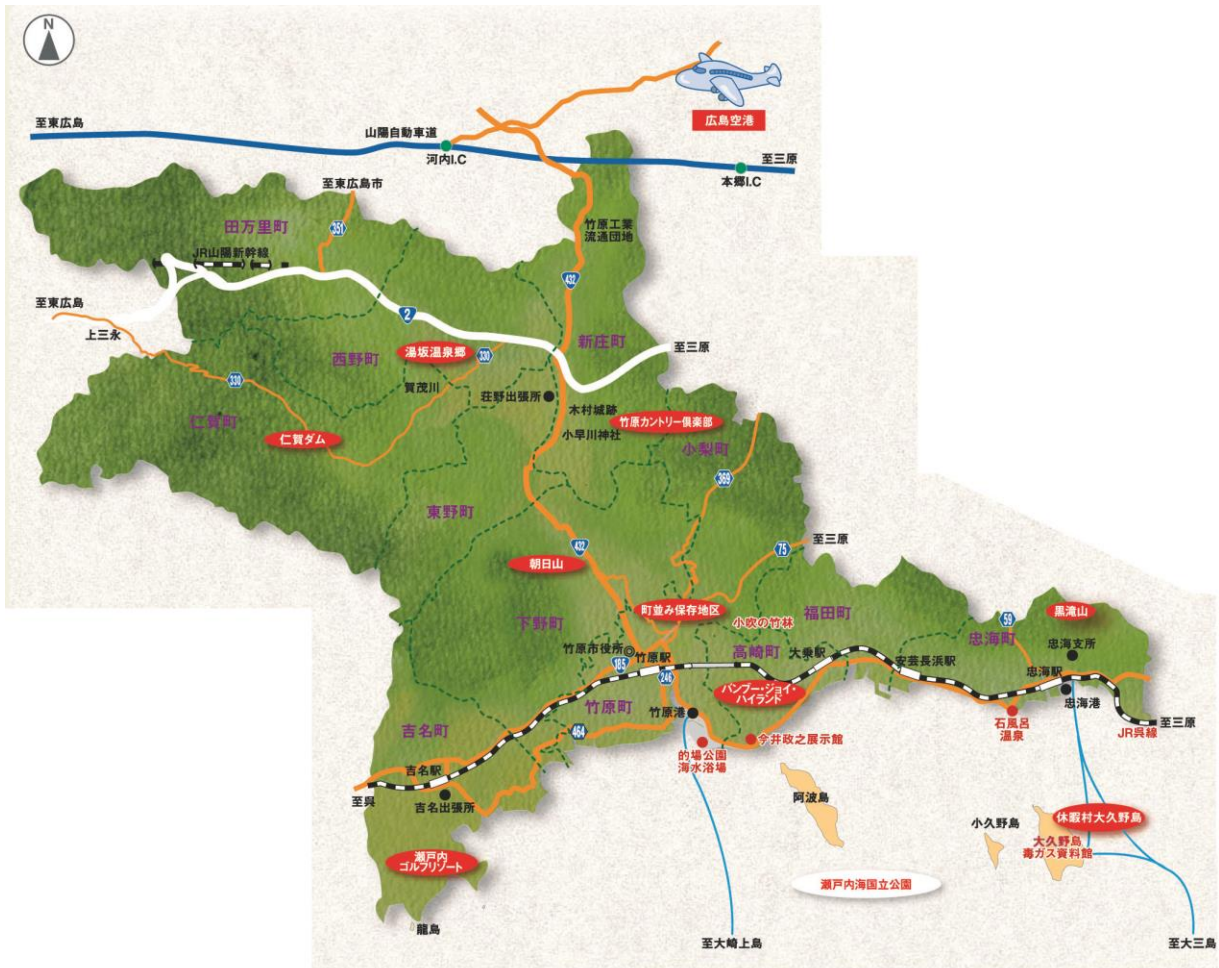 N
広島空港
至東広島
山陽自動車道
河内I.C
至三原
本郷I.C
至東広島市
竹原工業
流通団地
田万里町
351
JR山陽新幹線
432
至東広島
上三永
2
新庄町
至三原
西野町
湯坂温泉郷
330
賀茂川
荘野出張所
330
木村城跡
竹原カントリー倶楽部
仁賀町
仁賀ダム
小早川神社
小梨町
369
東野町
432
75
至三原
朝日山
町並み保存地区
福田町
59
黒滝山
下野町
小吹の竹林
忠海町
竹原市役所
185
竹原駅
高崎町
大乗駅
安芸長浜駅
忠海支所
忠海駅
246
バンブー・ジョイ・
ハイランド
忠海港
竹原町
竹原港
吉名町
464
今井政之展示館
石風呂
温泉
至三原
JR呉線
的場公園
海水浴場
吉名駅
至呉
吉名出張所
阿波島
小久野島
休暇村大久野島
大久野島
毒ガス資料館
瀬戸内
ゴルフリゾート
瀬戸内海国立公園
龍島
至大崎上島
至大三島